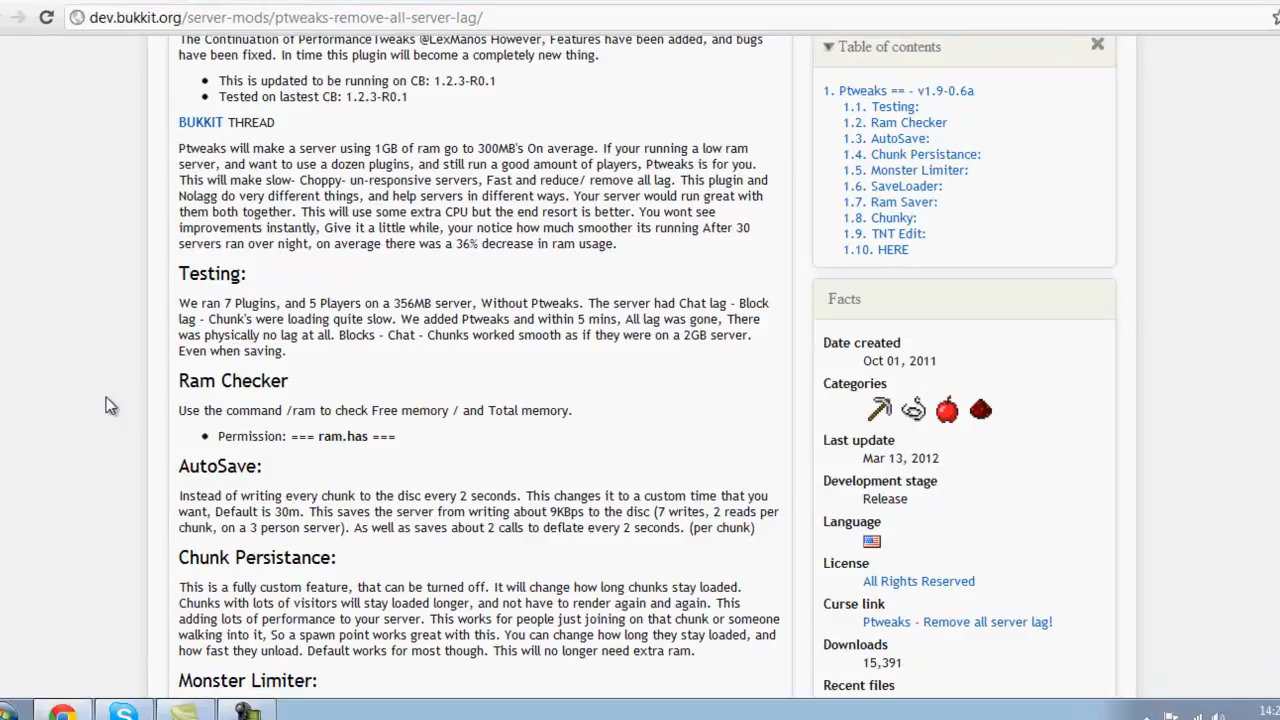 dev.bukkit.org/server-mods/ptweaks-remove-all-server-lag/
The Continuation of PerformanceTweaks @LexManos However, Features have been added, and bugs
have been fixed. In time this plugin will become a completely new thing.
This is updated to be running on CB: 1.2.3-R0.1
Tested on lastest CB: 1.2.3-R0.1
BUKKIT THREAD
Ptweaks will make a server using 1GB of ram go to 300MB's On average. If your running a low ram
server, and want to use a dozen plugins, and still run a good amount of players, Ptweaks is for you.
This will make slow- Choppy- un-responsive servers, Fast and reduce/ remove all lag. This plugin and
Nolagg do very different things, and help servers in different ways. Your server would run great with
them both together. This will use some extra CPU but the end resort is better. You wont see
improvements instantly, Give it a little while, your notice how much smoother its running After 30
servers ran over night, on average there was a 36% decrease in ram usage.
Testing:
We ran 7 Plugins, and 5 Players on a 356MB server, Without Ptweaks. The server had Chat lag - Block
lag - Chunk's were loading quite slow. We added Ptweaks and within 5 mins, All lag was gone, There
was physically no lag at all. Blocks - Chat - Chunks worked smooth as if they were on a 2GB server.
Even when saving.
Ram Checker
Use the command /ram to check Free memory / and Total memory.
Permission: === ram.has ===
AutoSave:
Instead of writing every chunk to the disc every 2 seconds. This changes it to a custom time that you
want, Default is 30m. This saves the server from writing about 9KBps to the disc (7 writes, 2 reads per
chunk, on a 3 person server). As well as saves about 2 calls to deflate every 2 seconds. (per chunk)
Chunk Persistance:
This is a fully custom feature, that can be turned off. It will change how long chunks stay loaded.
Chunks with lots of visitors will stay loaded longer, and not have to render again and again. This
adding lots of performance to your server. This works for people just joining on that chunk or someone
walking into it, So a spawn point works great with this. You can change how long they stay loaded, and
how fast they unload. Default works for most though. This will no longer need extra ram.
Monster Limiter:
Table of contents
1. Ptweaks == - v1.9-0.6a
1.1. Testing:
1.2. Ram Checker
1.3. AutoSave:
1.4. Chunk Persistance:
1.5. Monster Limiter:
1.6. SaveLoader:
1.7. Ram Saver:
1.8. Chunky:
1.9. TNT Edit:
1.10. HERE
Facts
Date created
Oct 01, 2011
Categories
Last update
Mar 13, 2012
Development stage
Release
Language
License
All Rights Reserved
Curse link
Ptweaks - Remove all server lag!
Downloads
15,391
Recent files